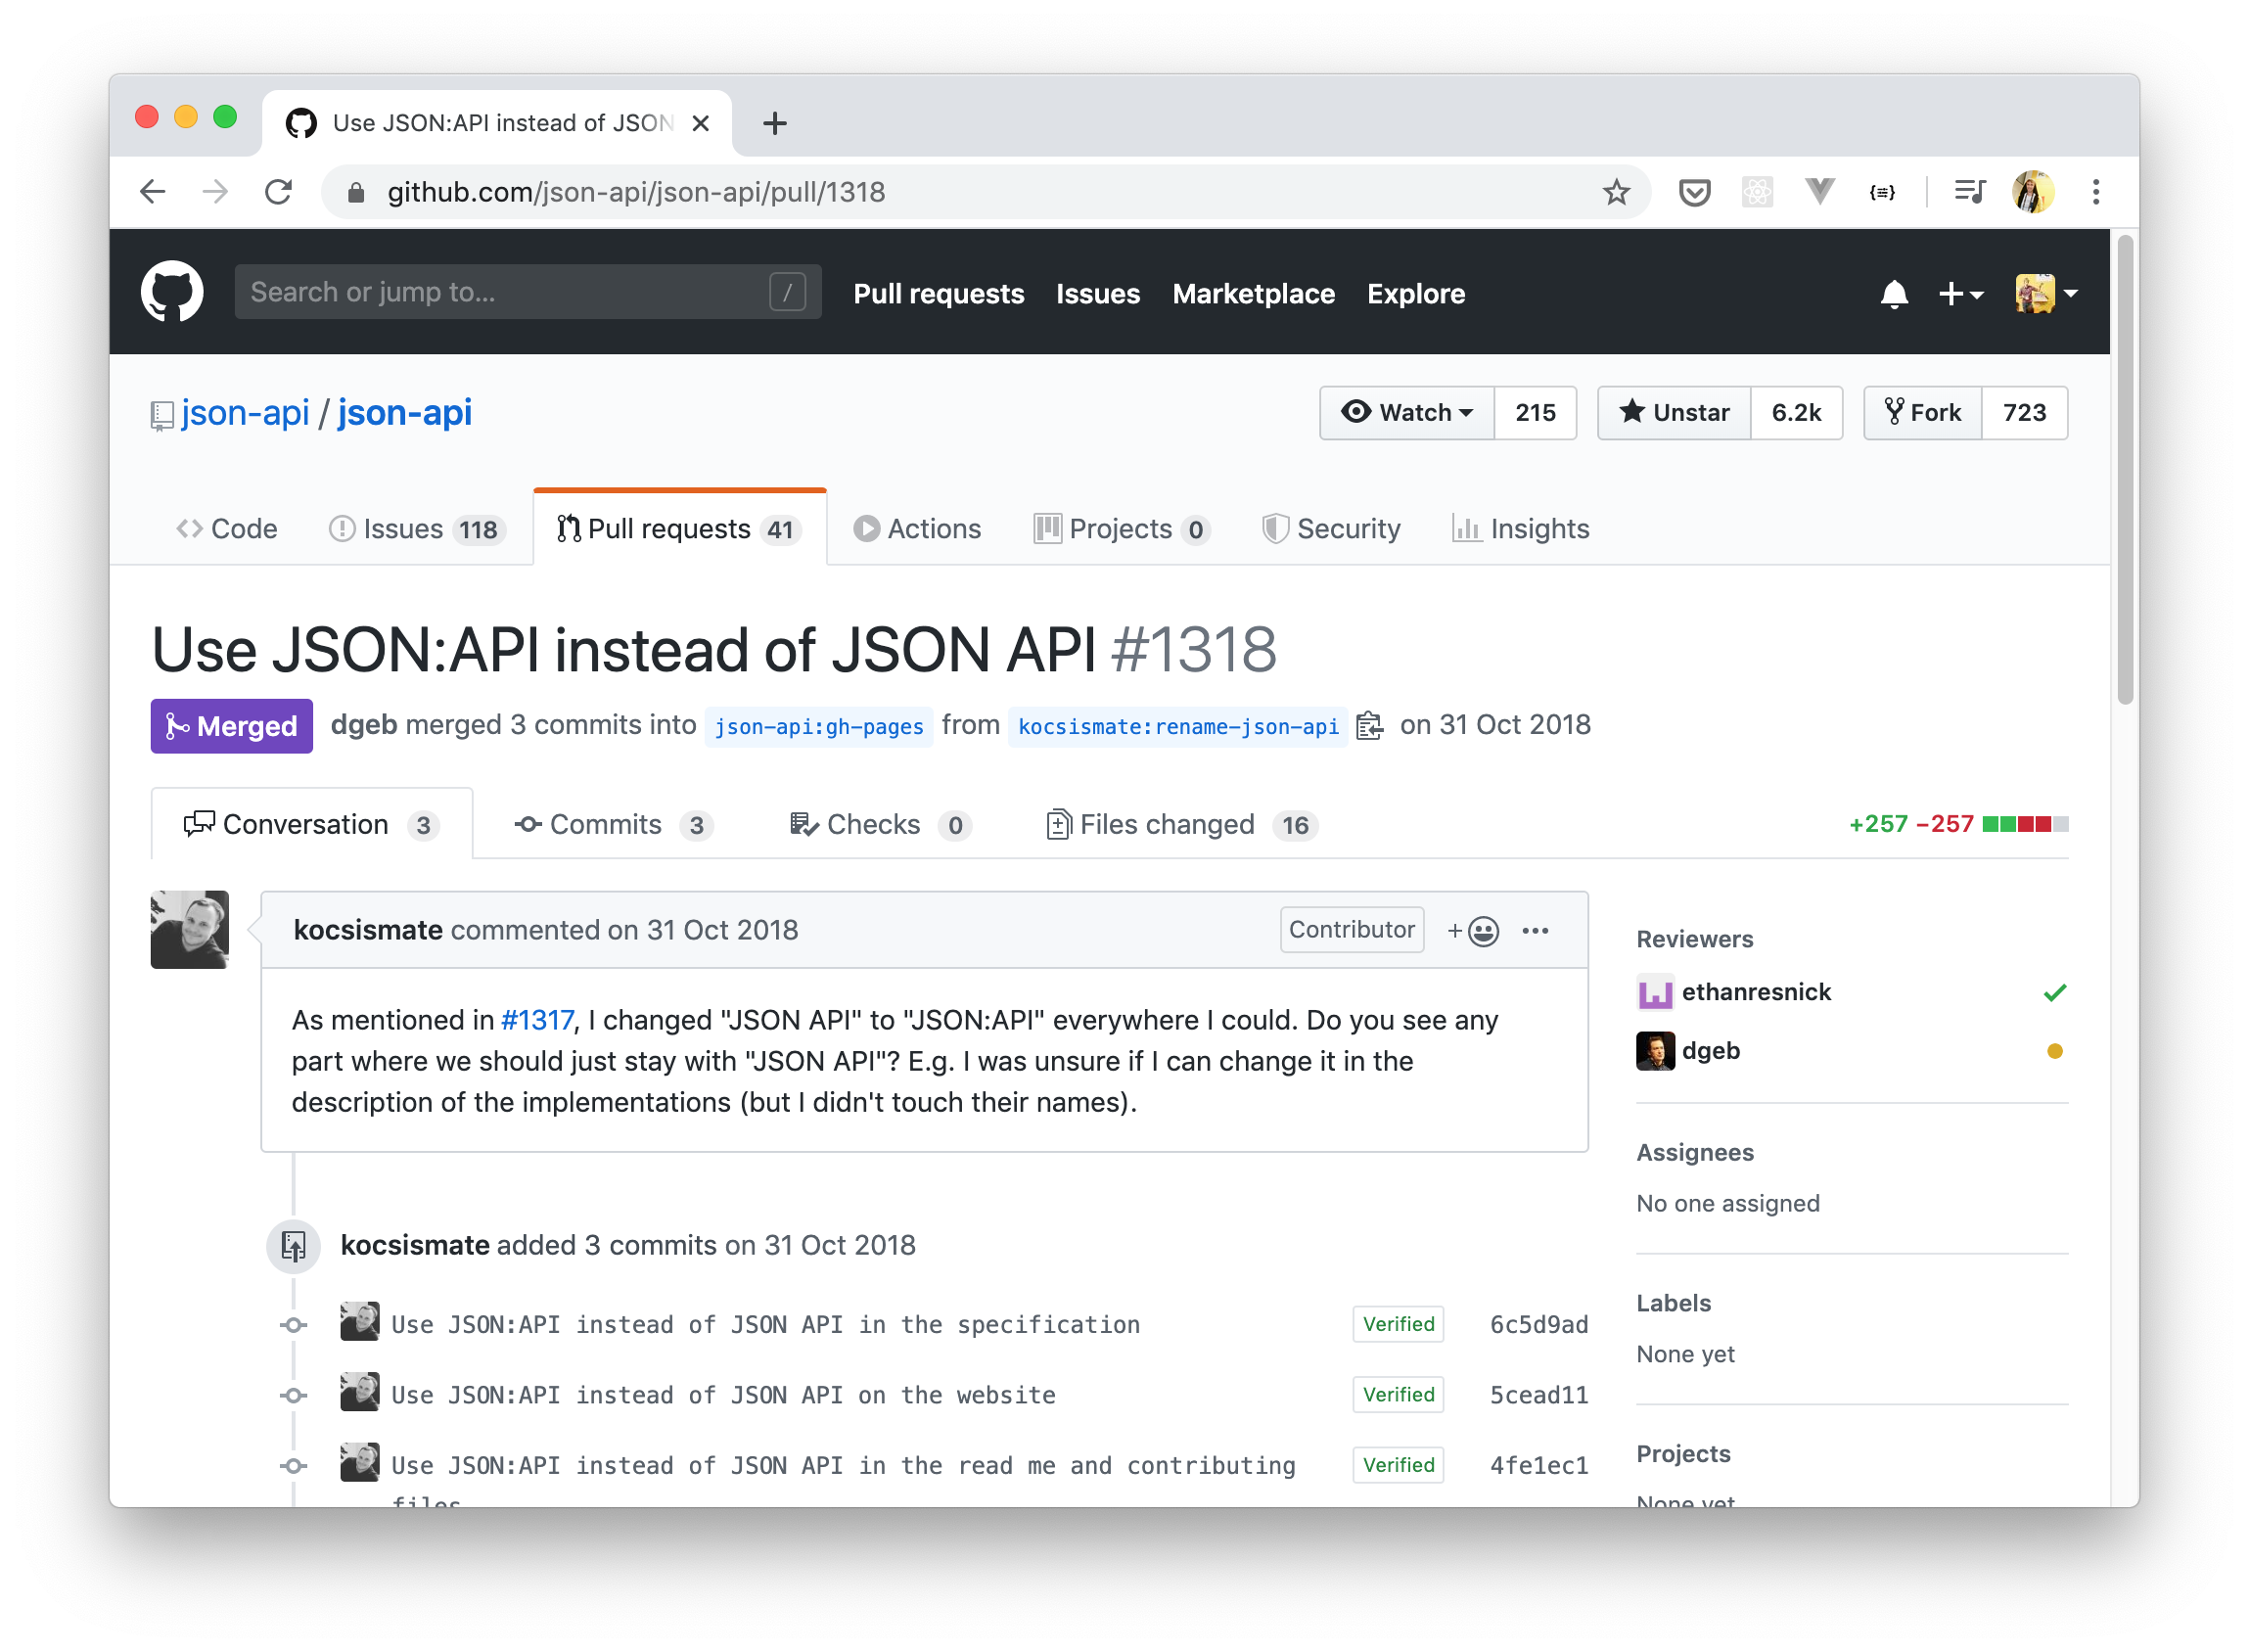 Use JSON:API instead of JSON
github.com/json-api/json-api/pull/1318
Search or jump to... /
Pull requests Issues Marketplace Explore
json-api / json-api
Watch 215 Unstar 6.2k Fork 723
Code Issues 118 Pull requests 41 Actions Projects 0 Security Insights
Use JSON:API instead of JSON API #1318
Merged dgeb merged 3 commits into json-api:gh-pages from kocsismate:rename-json-api on 31 Oct 2018
Conversation 3 Commits 3 Checks 0 Files changed 16 +257 −257
kocsismate commented on 31 Oct 2018 Contributor
As mentioned in #1317, I changed "JSON API" to "JSON:API" everywhere I could. Do you see any
part where we should just stay with "JSON API"? E.g. I was unsure if I can change it in the
description of the implementations (but I didn't touch their names).
kocsismate added 3 commits on 31 Oct 2018
Use JSON:API instead of JSON API in the specification Verified 6c5d9ad
Use JSON:API instead of JSON API on the website Verified 5cead11
Use JSON:API instead of JSON API in the read me and contributing Verified 4fe1ec1
files
Reviewers
ethanresnick
dgeb
Assignees
No one assigned
Labels
None yet
Projects
None yet